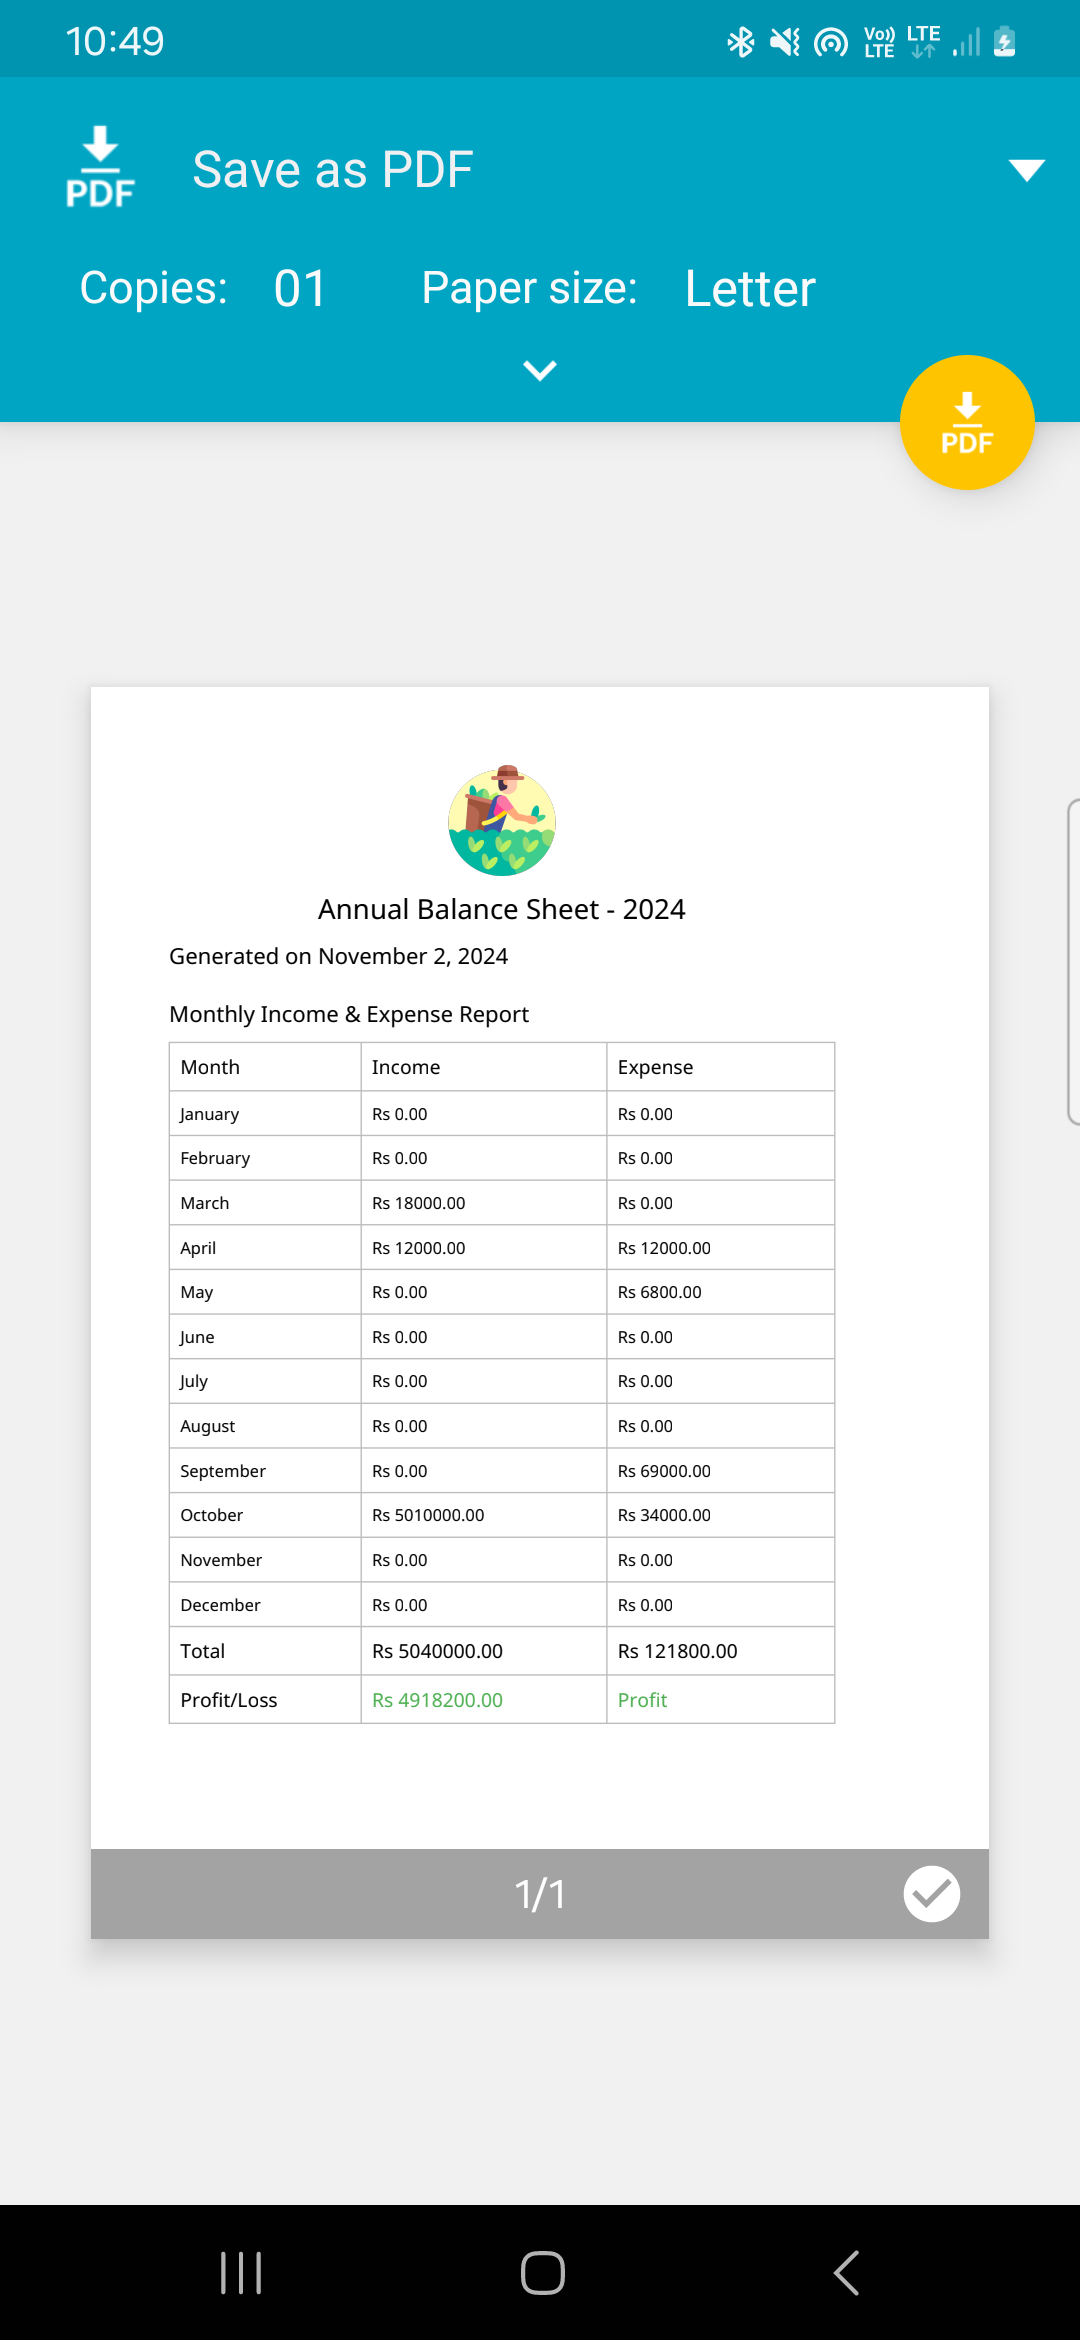 10:49
Vo)) LTE
LTE
PDF Save as PDF
Copies: 01 Paper size: Letter
PDF
Annual Balance Sheet - 2024
Generated on November 2, 2024
Monthly Income & Expense Report
Month Income Expense
January Rs 0.00 Rs 0.00
February Rs 0.00 Rs 0.00
March Rs 18000.00 Rs 0.00
April Rs 12000.00 Rs 12000.00
May Rs 0.00 Rs 6800.00
June Rs 0.00 Rs 0.00
July Rs 0.00 Rs 0.00
August Rs 0.00 Rs 0.00
September Rs 0.00 Rs 69000.00
October Rs 5010000.00 Rs 34000.00
November Rs 0.00 Rs 0.00
December Rs 0.00 Rs 0.00
Total Rs 5040000.00 Rs 121800.00
Profit/Loss Rs 4918200.00 Profit
1/1